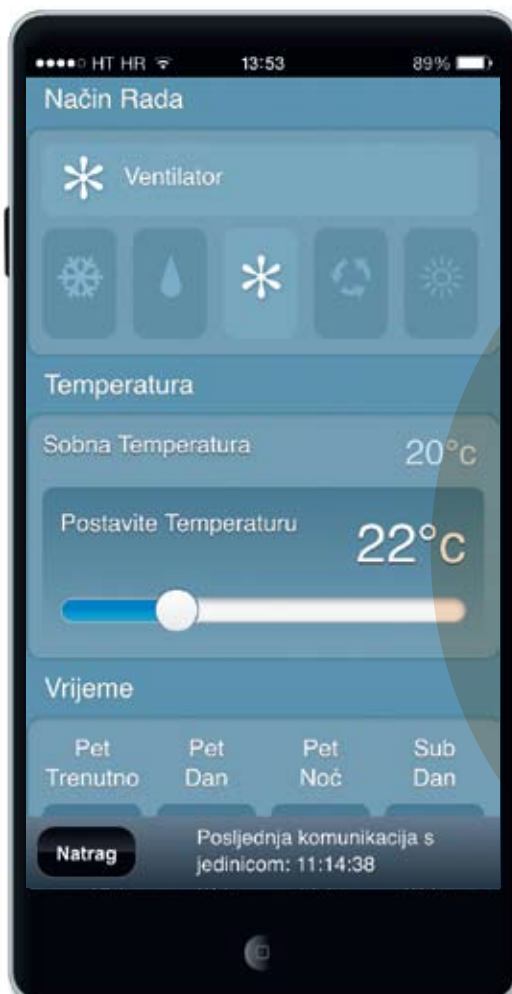 HT HR 13:53 89%
Način Rada
Ventilator
Temperatura
Sobna Temperatura 20°c
Postavite Temperaturu 22°c
Vrijeme
Pet Pet Pet Sub
Trenutno Dan Noć Dan
Natrag
Posljednja komunikacija s
jedinicom: 11:14:38